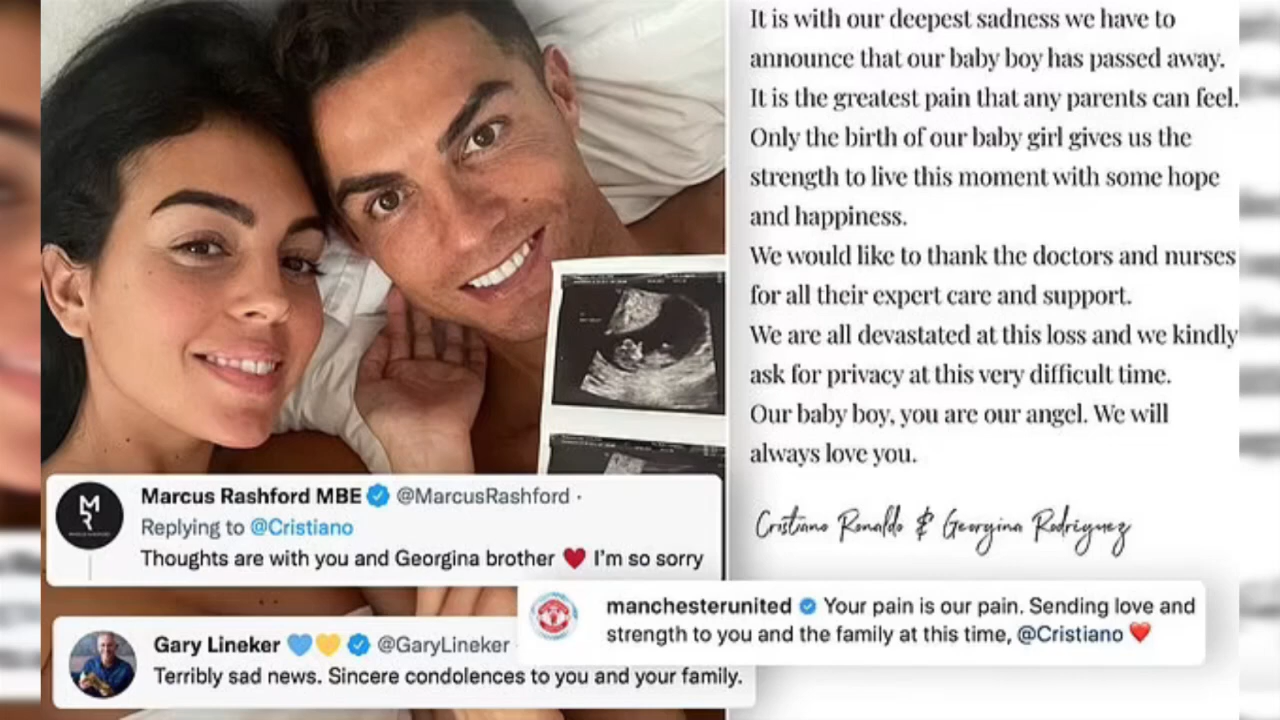 It is with our deepest sadness we have to
announce that our baby boy has passed away.
It is the greatest pain that any parents can feel.
Only the birth of our baby girl gives us the
strength to live this moment with some hope
and happiness.
We would like to thank the doctors and nurses
for all their expert care and support.
We are all devastated at this loss and we kindly
ask for privacy at this very difficult time.
Our baby boy, you are our angel. We will
always love you.
Cristiano Ronaldo & Georgina Rodriguez
Marcus Rashford MBE @MarcusRashford ·
Replying to @Cristiano
Thoughts are with you and Georgina brother ❤️ I'm so sorry
manchesterunited Your pain is our pain. Sending love and
strength to you and the family at this time, @Cristiano ❤️
Gary Lineker 💙💛 @GaryLineker
Terribly sad news. Sincere condolences to you and your family.